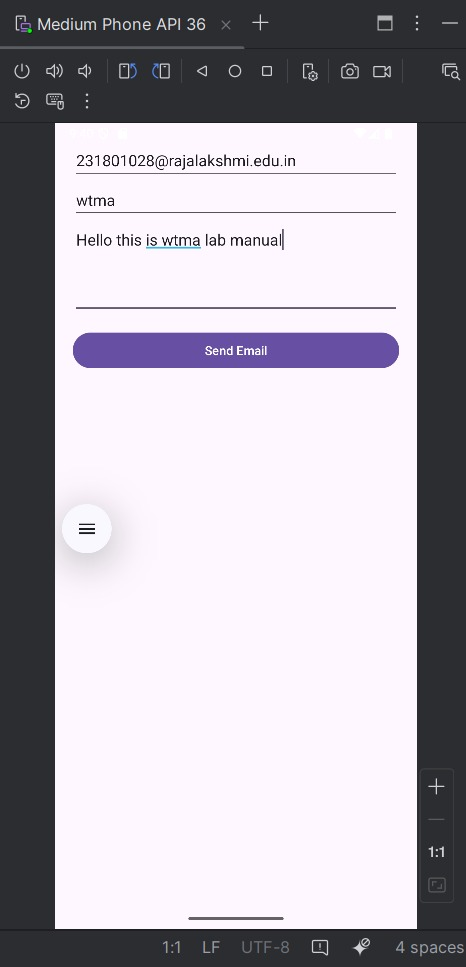 Medium Phone API 36
231801028@rajalakshmi.edu.in
wtma
Hello this is wtma lab manual
Send Email
1:1
1:1 LF UTF-8 4 spaces